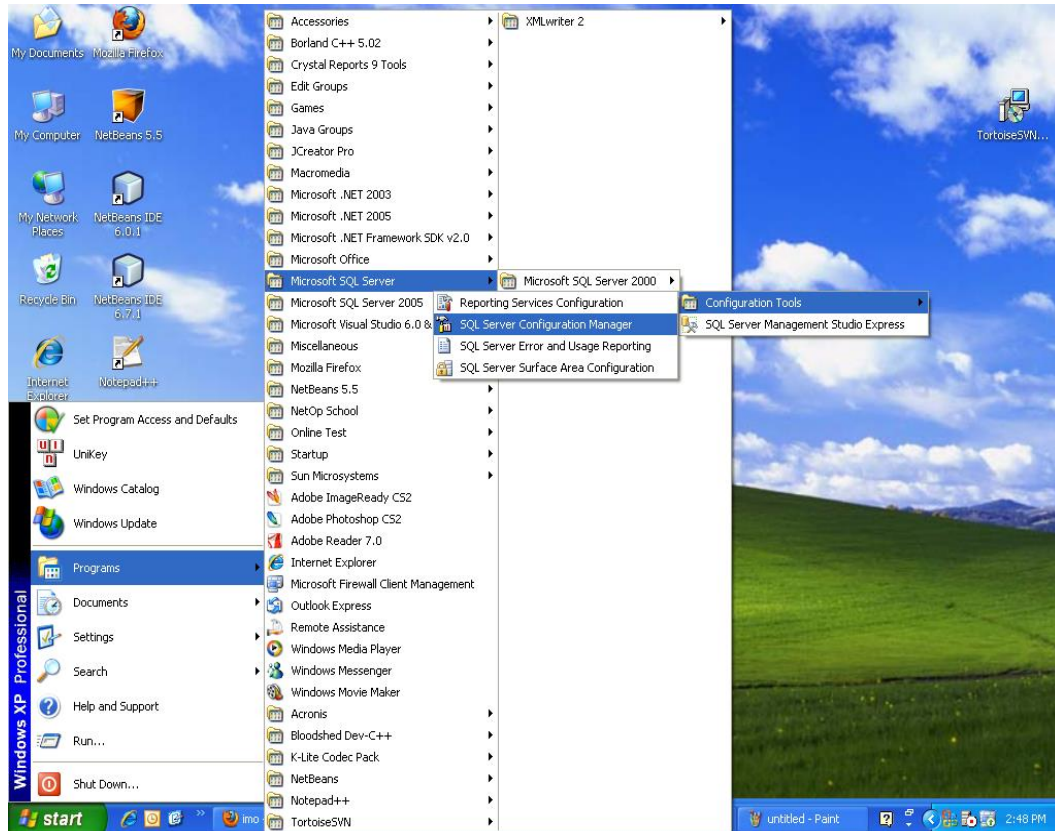 My Documents
Mozilla Firefox
My Computer
NetBeans 5.5
My Network
Places
NetBeans IDE
6.0.1
Recycle Bin
NetBeans IDE
6.7.1
Internet
Explorer
Notepad++
TortoiseSVN...
Windows XP Professional
Set Program Access and Defaults
UniKey
Windows Catalog
Windows Update
Programs
Documents
Settings
Search
Help and Support
Run...
Shut Down...
Accessories
Borland C++ 5.02
Crystal Reports 9 Tools
Edit Groups
Games
Java Groups
JCreator Pro
Macromedia
Microsoft .NET 2003
Microsoft .NET 2005
Microsoft .NET Framework SDK v2.0
Microsoft Office
Microsoft SQL Server
Microsoft SQL Server 2005
Microsoft Visual Studio 6.0 &
Miscellaneous
Mozilla Firefox
NetBeans 5.5
NetOp School
Online Test
Startup
Sun Microsystems
Adobe ImageReady CS2
Adobe Photoshop CS2
Adobe Reader 7.0
Internet Explorer
Microsoft Firewall Client Management
Outlook Express
Remote Assistance
Windows Media Player
Windows Messenger
Windows Movie Maker
Acronis
Bloodshed Dev-C++
K-Lite Codec Pack
NetBeans
Notepad++
TortoiseSVN
XMLwriter 2
Microsoft SQL Server 2000
Reporting Services Configuration
SQL Server Configuration Manager
SQL Server Error and Usage Reporting
SQL Server Surface Area Configuration
Configuration Tools
SQL Server Management Studio Express
start
imo
untitled - Paint
2:48 PM